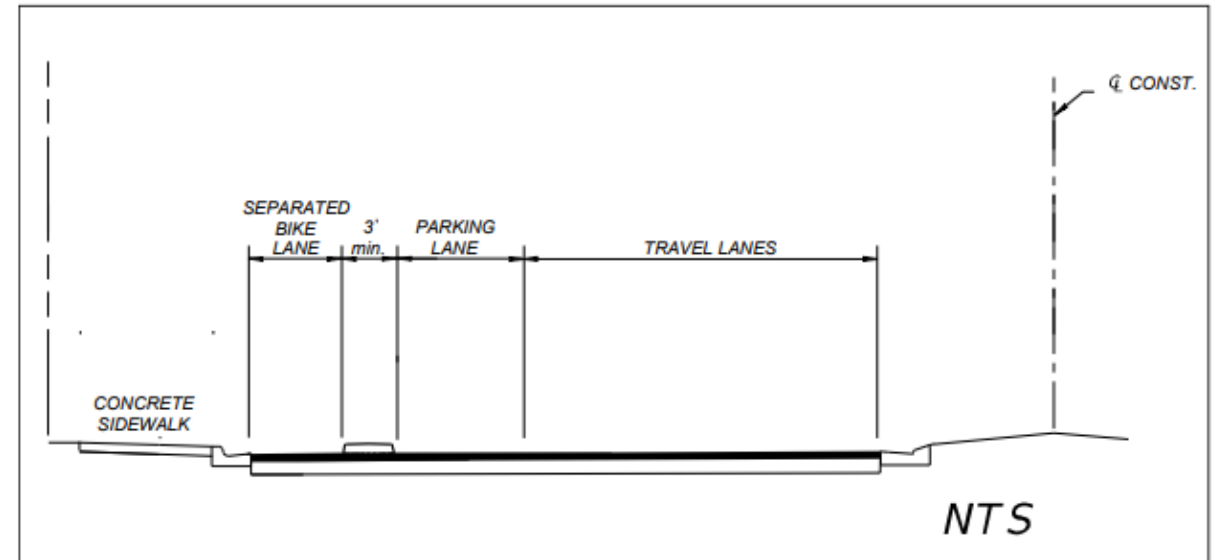 ℄ CONST.
SEPARATED
BIKE
LANE
3'
min.
PARKING
LANE
TRAVEL LANES
CONCRETE
SIDEWALK
NTS